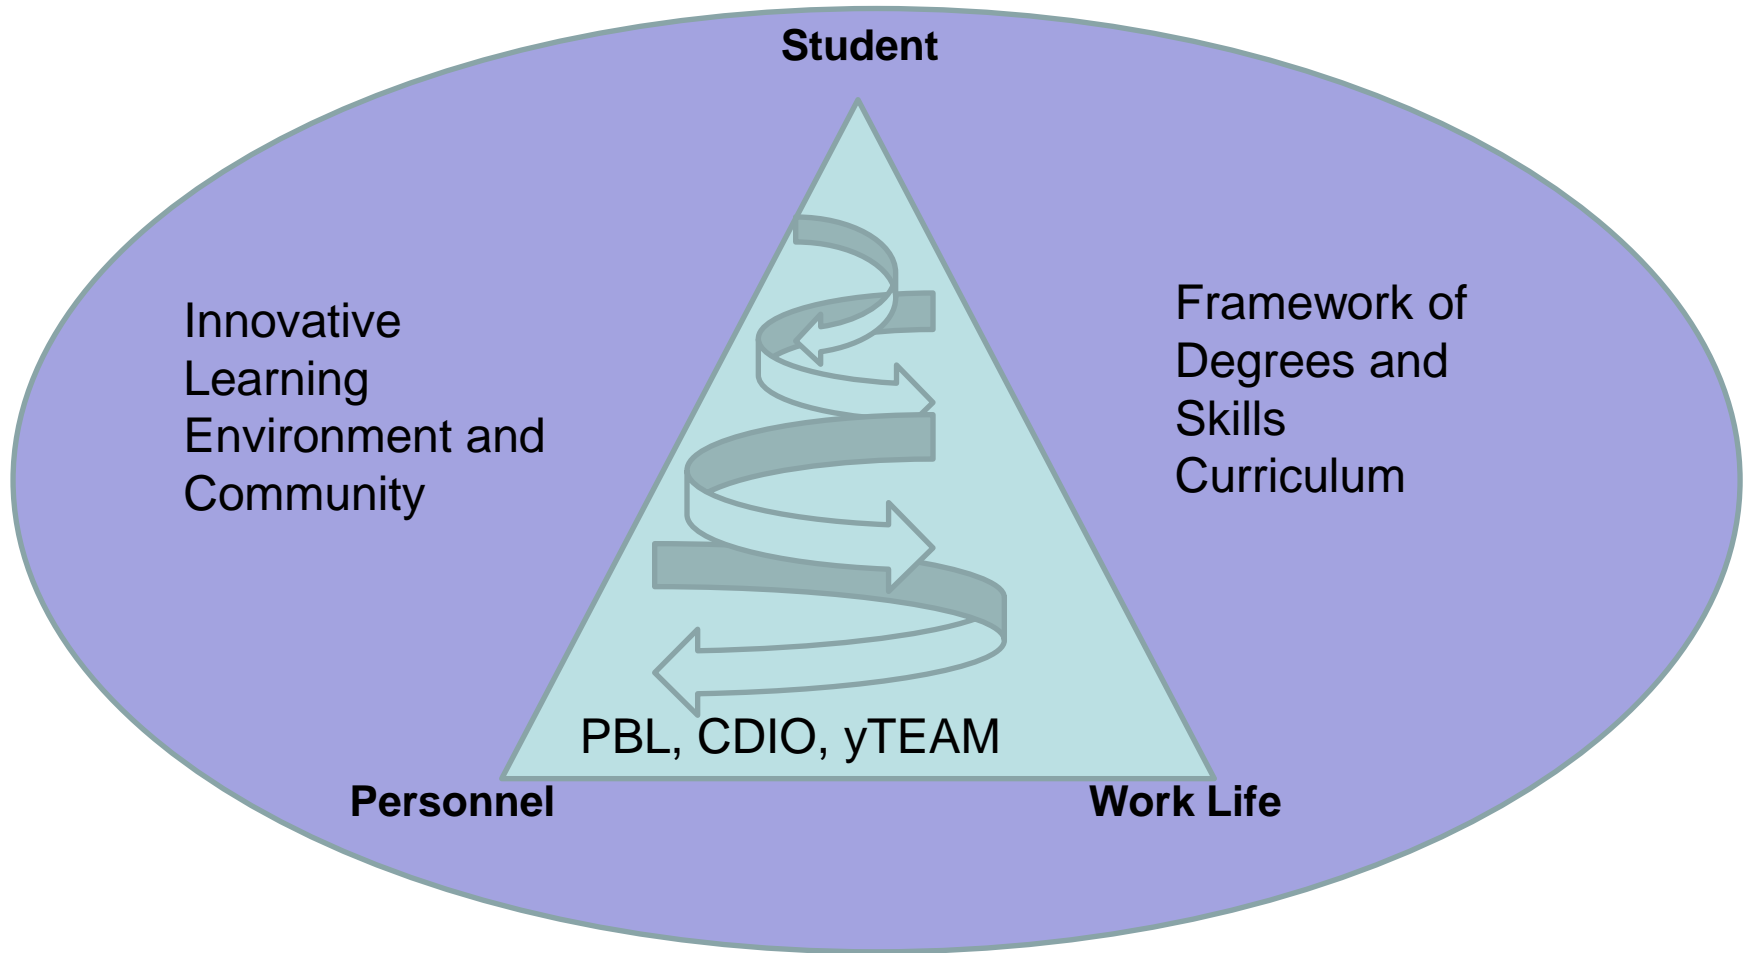 Student
Innovative
Learning
Environment and
Community
Framework of
Degrees and
Skills
Curriculum
PBL, CDIO, yTEAM
Personnel
Work Life